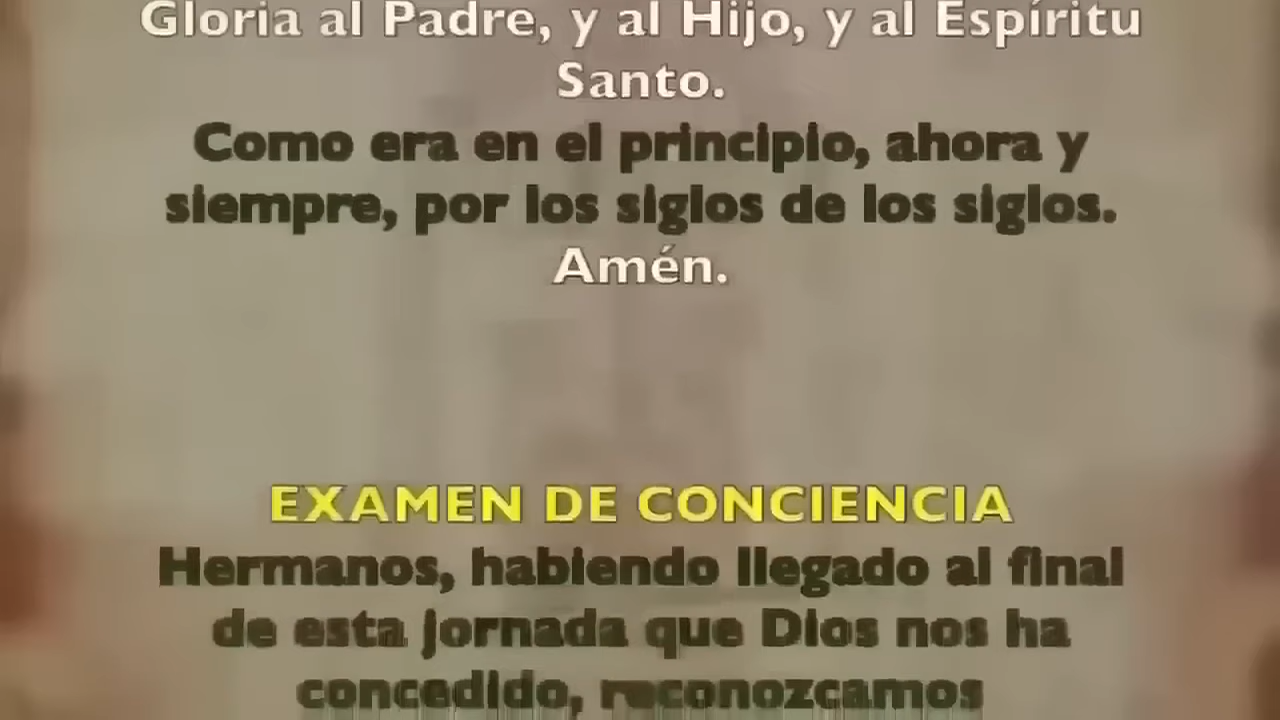 Gloria al Padre, y al Hijo, y al Espíritu
Santo.
Como era en el principio, ahora y
siempre, por los siglos de los siglos.
Amén.
EXAMEN DE CONCIENCIA
Hermanos, habiendo llegado al final
de esta jornada que Dios nos ha
concedido, reconozcamos